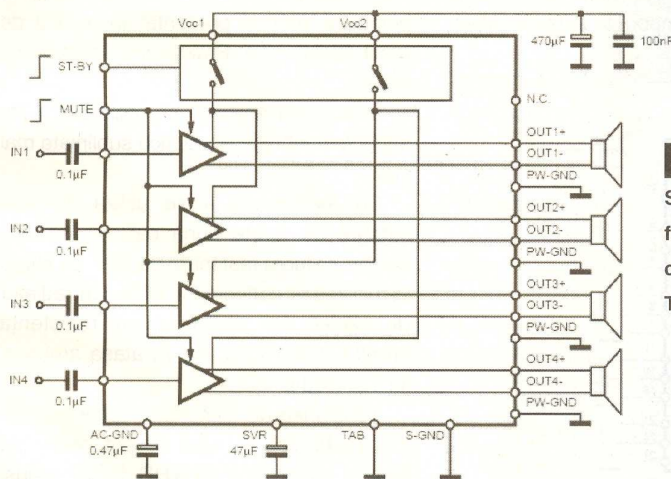 Vcc1 Vcc2
470µF 100nF
ST-BY
N.C.
MUTE
OUT1+
IN1 OUT1-
0.1µF PW-GND
OUT2+
IN2 OUT2-
0.1µF PW-GND
OUT3+
IN3 OUT3-
0.1µF PW-GND
OUT4+
IN4 OUT4-
0.1µF PW-GND
AC-GND SVR TAB S-GND
0.47µF 47µF
S
f
T